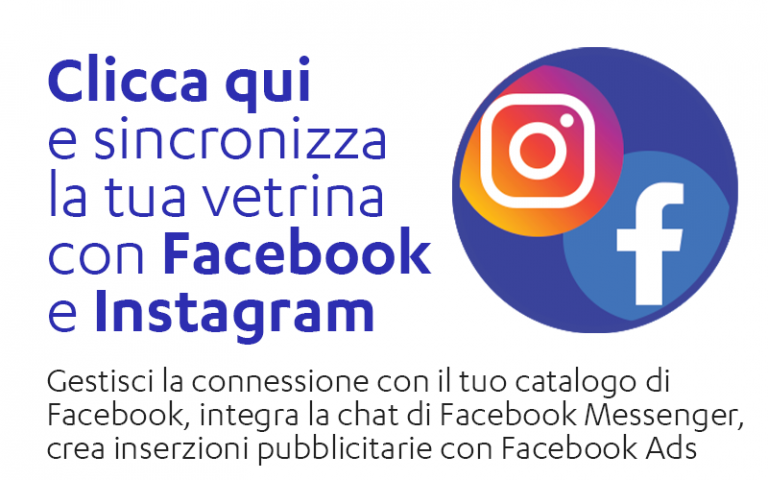 Clicca qui
e sincronizza
la tua vetrina
con Facebook
e Instagram
Gestisci la connessione con il tuo catalogo di
Facebook, integra la chat di Facebook Messenger,
crea inserzioni pubblicitarie con Facebook Ads